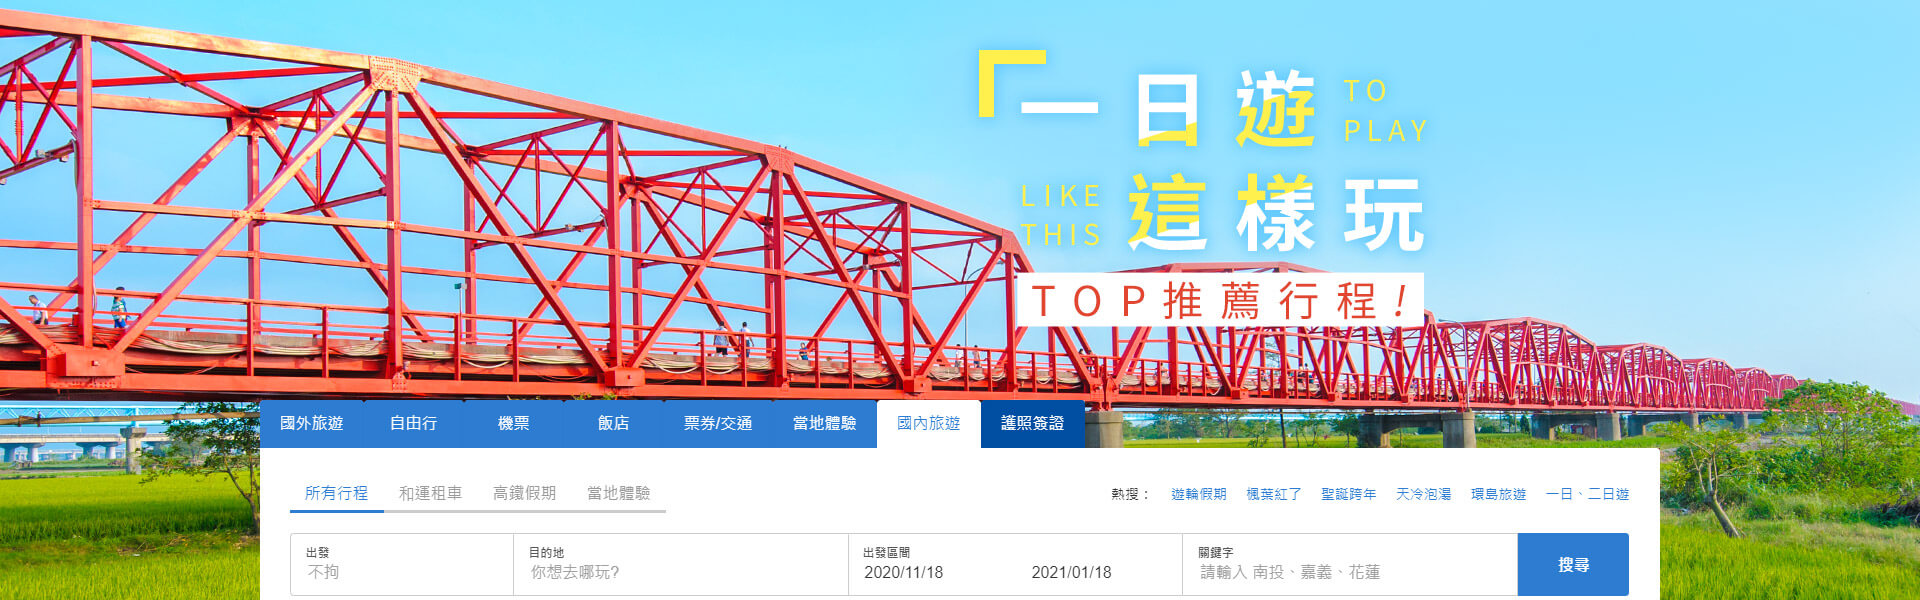 一日遊
TO
PLAY
LIKE
THIS
這樣玩
TOP推薦行程!
國外旅遊 自由行 機票 飯店 票券/交通 當地體驗 國內旅遊 護照簽證
所有行程 和運租車 高鐵假期 當地體驗
熱搜： 遊輪假期 楓葉紅了 聖誕跨年 天冷泡湯 環島旅遊 一日、二日遊
出發 目的地 出發區間 關鍵字
不拘 你想去哪玩? 2020/11/18 2021/01/18 請輸入 南投、嘉義、花蓮
搜尋